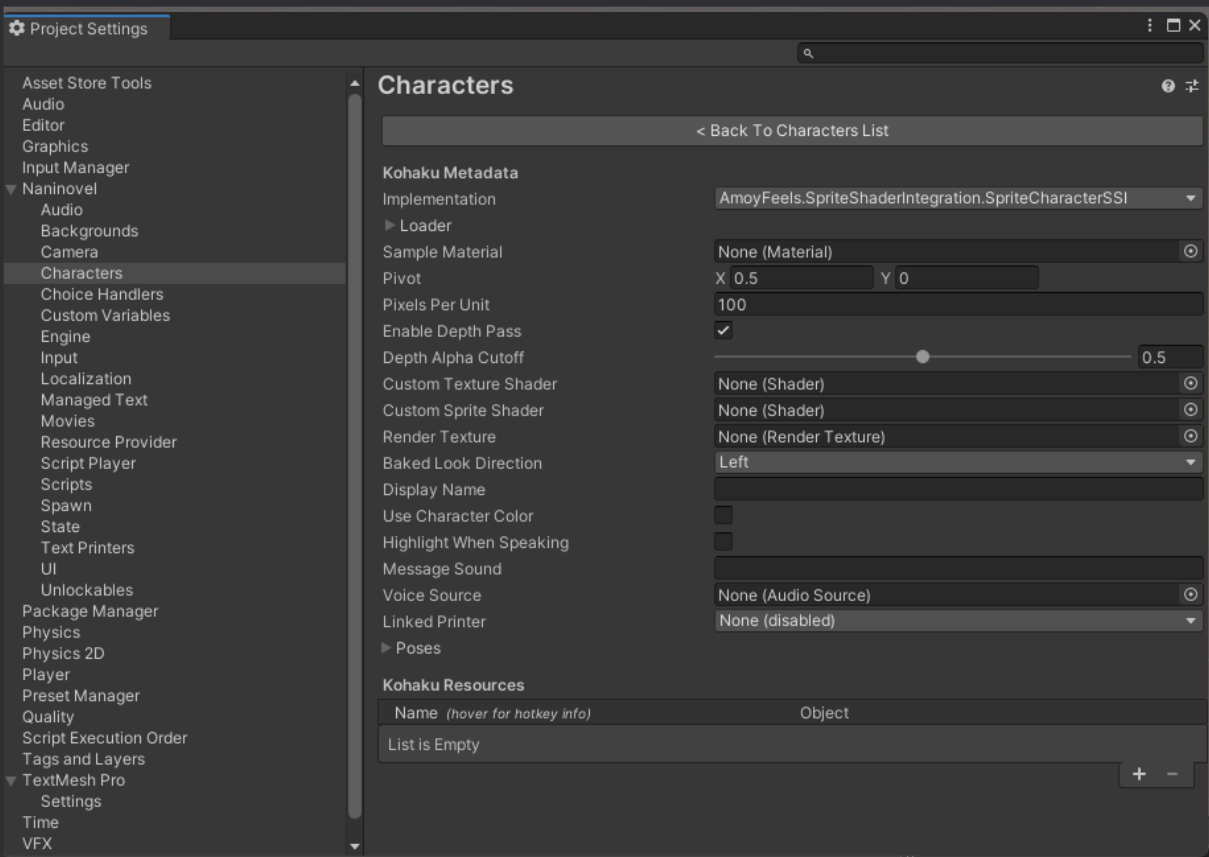 Project Settings
Asset Store Tools
Audio
Editor
Graphics
Input Manager
Naninovel
Audio
Backgrounds
Camera
Characters
Choice Handlers
Custom Variables
Engine
Input
Localization
Managed Text
Movies
Resource Provider
Script Player
Scripts
Spawn
State
Text Printers
UI
Unlockables
Package Manager
Physics
Physics 2D
Player
Preset Manager
Quality
Script Execution Order
Tags and Layers
TextMesh Pro
Settings
Time
VFX
Characters
< Back To Characters List
Kohaku Metadata
Implementation AmoyFeels.SpriteShaderIntegration.SpriteCharacterSSI
Loader
Sample Material None (Material)
Pivot X 0.5 Y 0
Pixels Per Unit 100
Enable Depth Pass
Depth Alpha Cutoff 0.5
Custom Texture Shader None (Shader)
Custom Sprite Shader None (Shader)
Render Texture None (Render Texture)
Baked Look Direction Left
Display Name
Use Character Color
Highlight When Speaking
Message Sound
Voice Source None (Audio Source)
Linked Printer None (disabled)
Poses
Kohaku Resources
Name (hover for hotkey info) Object
List is Empty